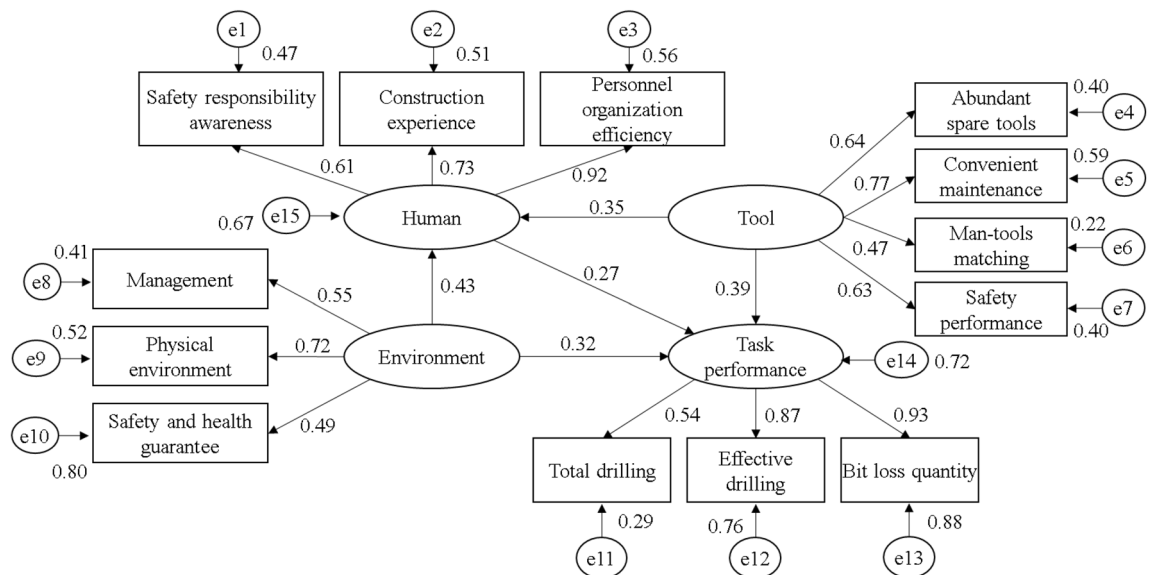 e1
e2
e3
0.47
0.51
0.56
Safety responsibility
awareness
Construction
experience
Personnel
organization
efficiency
0.61
0.73
0.92
Abundant
spare tools
0.40
e4
0.64
Convenient
maintenance
0.59
e5
0.77
Man-tools
matching
0.22
e6
0.47
Safety
performance
0.40
e7
0.63
0.67
e15
Human
0.35
Tool
0.41
e8
Management
0.55
0.43
0.27
0.39
0.52
e9
Physical
environment
0.72
Environment
0.32
Task
performance
e14
0.72
e10
0.80
Safety and health
guarantee
0.49
0.54
0.87
0.93
Total drilling
Effective
drilling
Bit loss quantity
0.29
0.76
0.88
e11
e12
e13